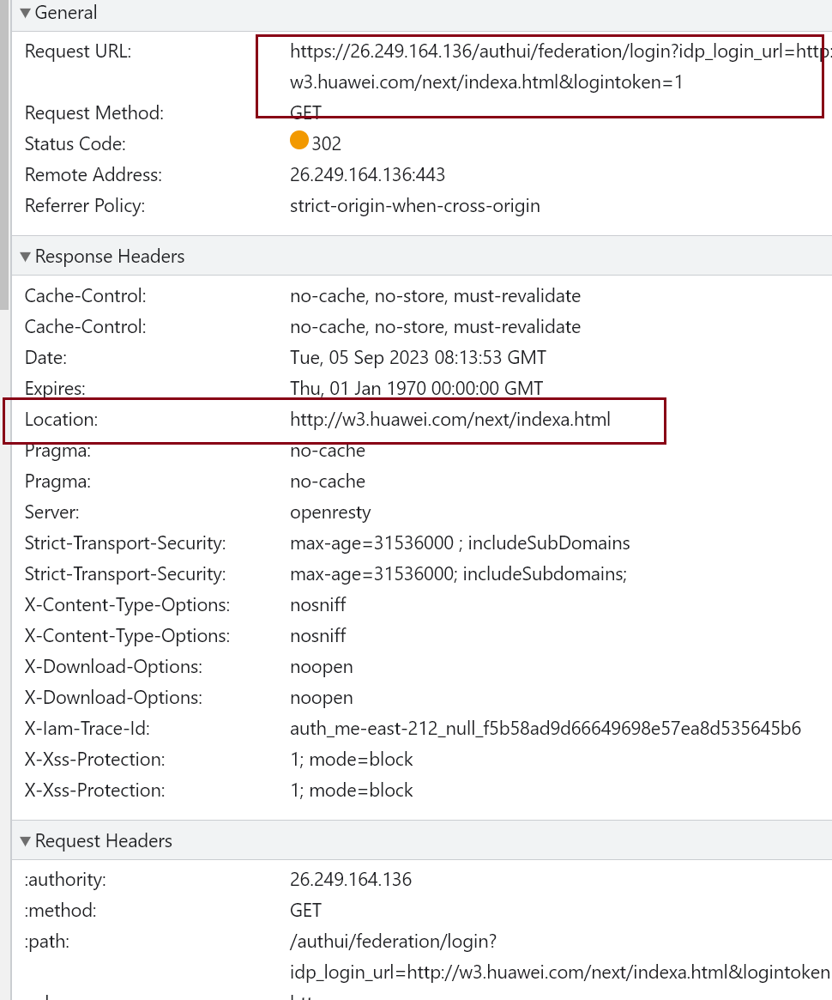 General
Request URL: https://26.249.164.136/authui/federation/login?idp_login_url=http:
w3.huawei.com/next/indexa.html&logintoken=1
Request Method: GET
Status Code: 302
Remote Address: 26.249.164.136:443
Referrer Policy: strict-origin-when-cross-origin
Response Headers
Cache-Control: no-cache, no-store, must-revalidate
Cache-Control: no-cache, no-store, must-revalidate
Date: Tue, 05 Sep 2023 08:13:53 GMT
Expires: Thu, 01 Jan 1970 00:00:00 GMT
Location: http://w3.huawei.com/next/indexa.html
Pragma: no-cache
Pragma: no-cache
Server: openresty
Strict-Transport-Security: max-age=31536000 ; includeSubDomains
Strict-Transport-Security: max-age=31536000; includeSubdomains;
X-Content-Type-Options: nosniff
X-Content-Type-Options: nosniff
X-Download-Options: noopen
X-Download-Options: noopen
X-Iam-Trace-Id: auth_me-east-212_null_f5b58ad9d66649698e57ea8d535645b6
X-Xss-Protection: 1; mode=block
X-Xss-Protection: 1; mode=block
Request Headers
:authority: 26.249.164.136
:method: GET
:path: /authui/federation/login?
idp_login_url=http://w3.huawei.com/next/indexa.html&logintoken